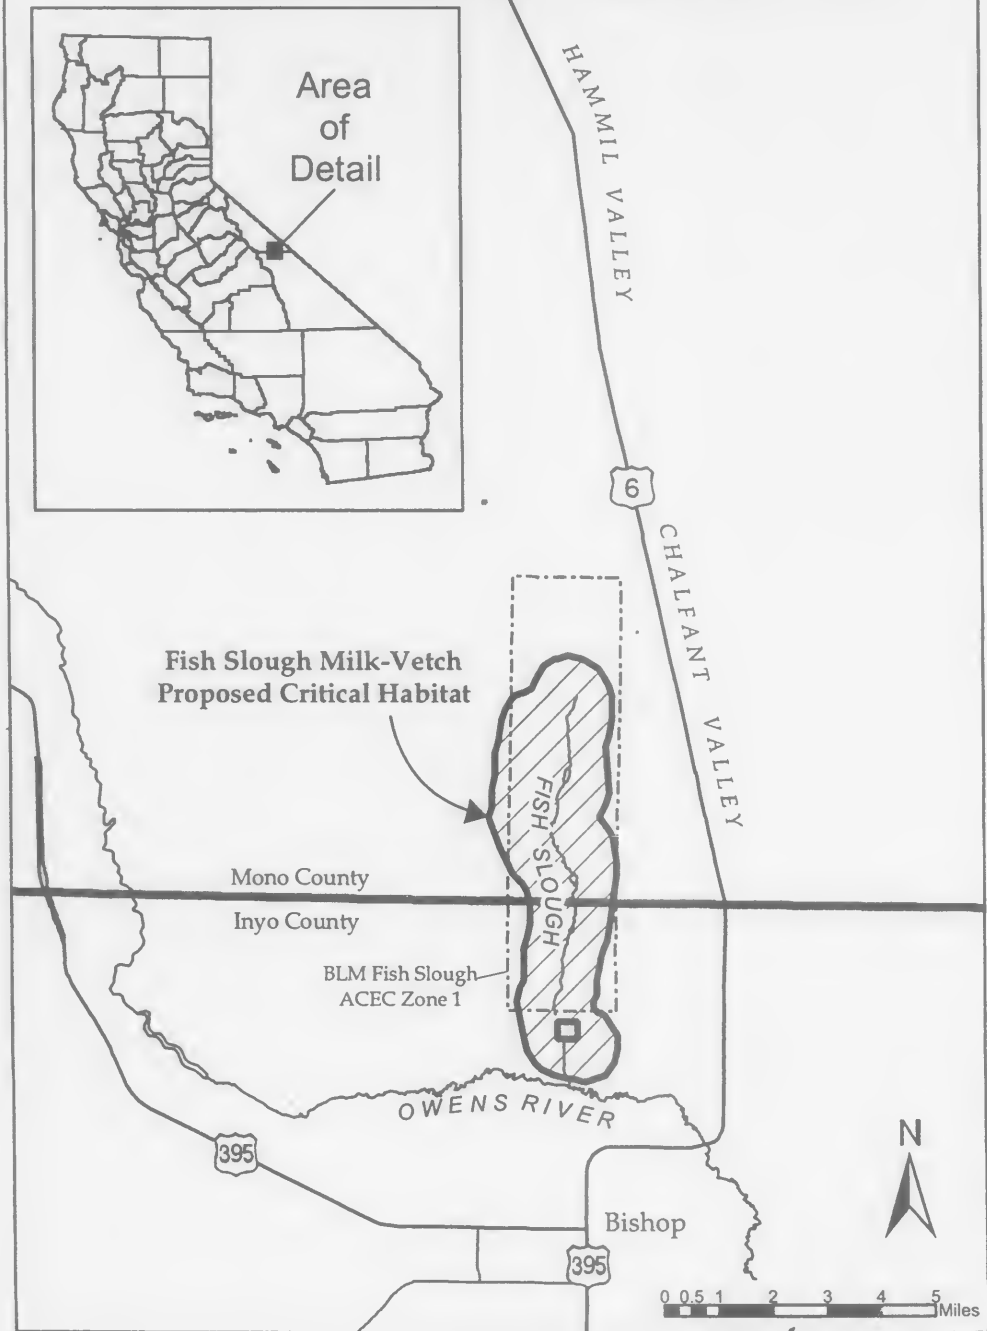 Area
of
Detail
HAMMIL VALLEY
6
CHALFANT VALLEY
Fish Slough Milk-Vetch
Proposed Critical Habitat
FISH SLOUGH
Mono County
Inyo County
BLM Fish Slough
ACEC Zone 1
OWENS RIVER
N
395
Bishop
395
0 0.5 1 2 3 4 5
Miles